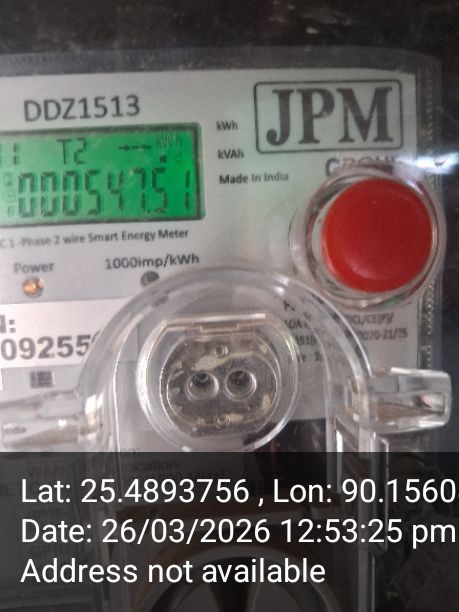 DDZ1513
JPM
kWh
kVAh
Made In India
T2
00054751
1 -Phase 2 wire Smart Energy Meter
Power
1000imp/kWh
09255
Lat: 25.4893756 , Lon: 90.1560
Date: 26/03/2026 12:53:25 pm
Address not available